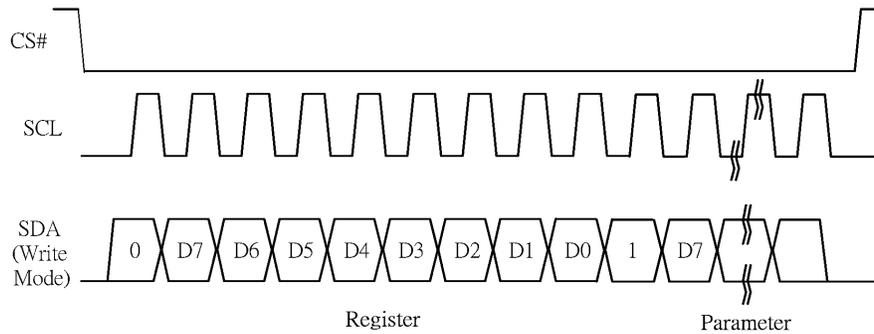 CS#
SCL
SDA
(Write
Mode)
0 D7 D6 D5 D4 D3 D2 D1 D0 1 D7
Register Parameter